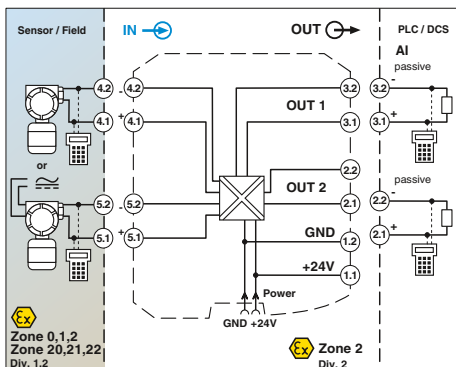 Sensor / Field
IN
OUT
PLC / DCS
AI
passive
4.2
-
4.2
3.2
3.2
-
OUT 1
4.1
+
4.1
3.1
3.1
+
or
2.2
passive
OUT 2
5.2
-
5.2
2.1
2.2
-
GND
5.1
+
5.1
1.2
2.1
+
+24V
1.1
Power
GND +24V
Ex
Zone 0,1,2
Zone 20,21,22
Div. 1,2
Ex
Zone 2
Div. 2